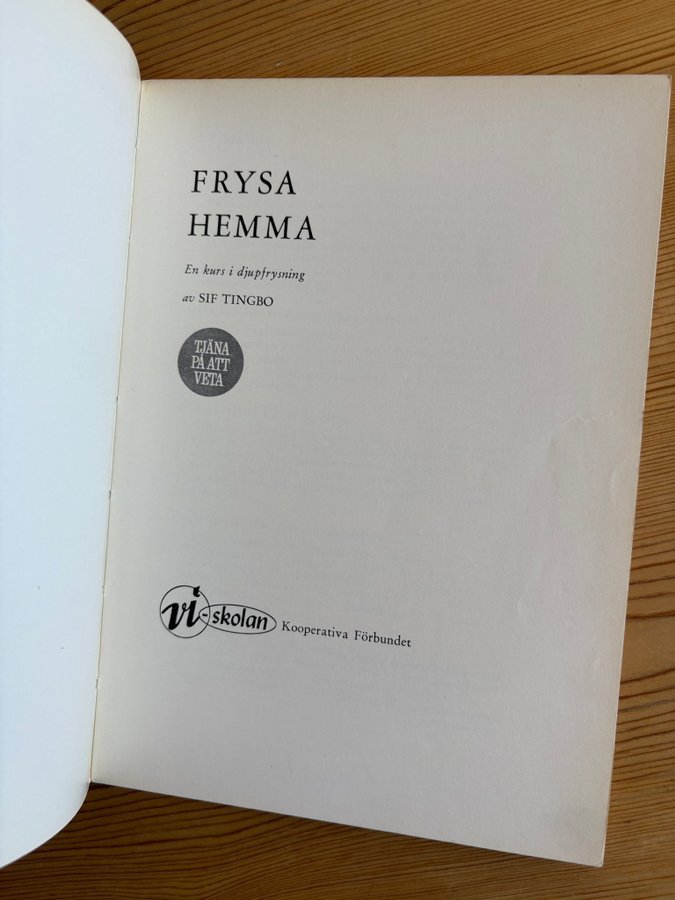 FRYSA
HEMMA
En kurs i djupfrysning
av SIF TINGBO
TJÄNA
PÅ ATT
VETA
vi-skolan Kooperativa Förbundet